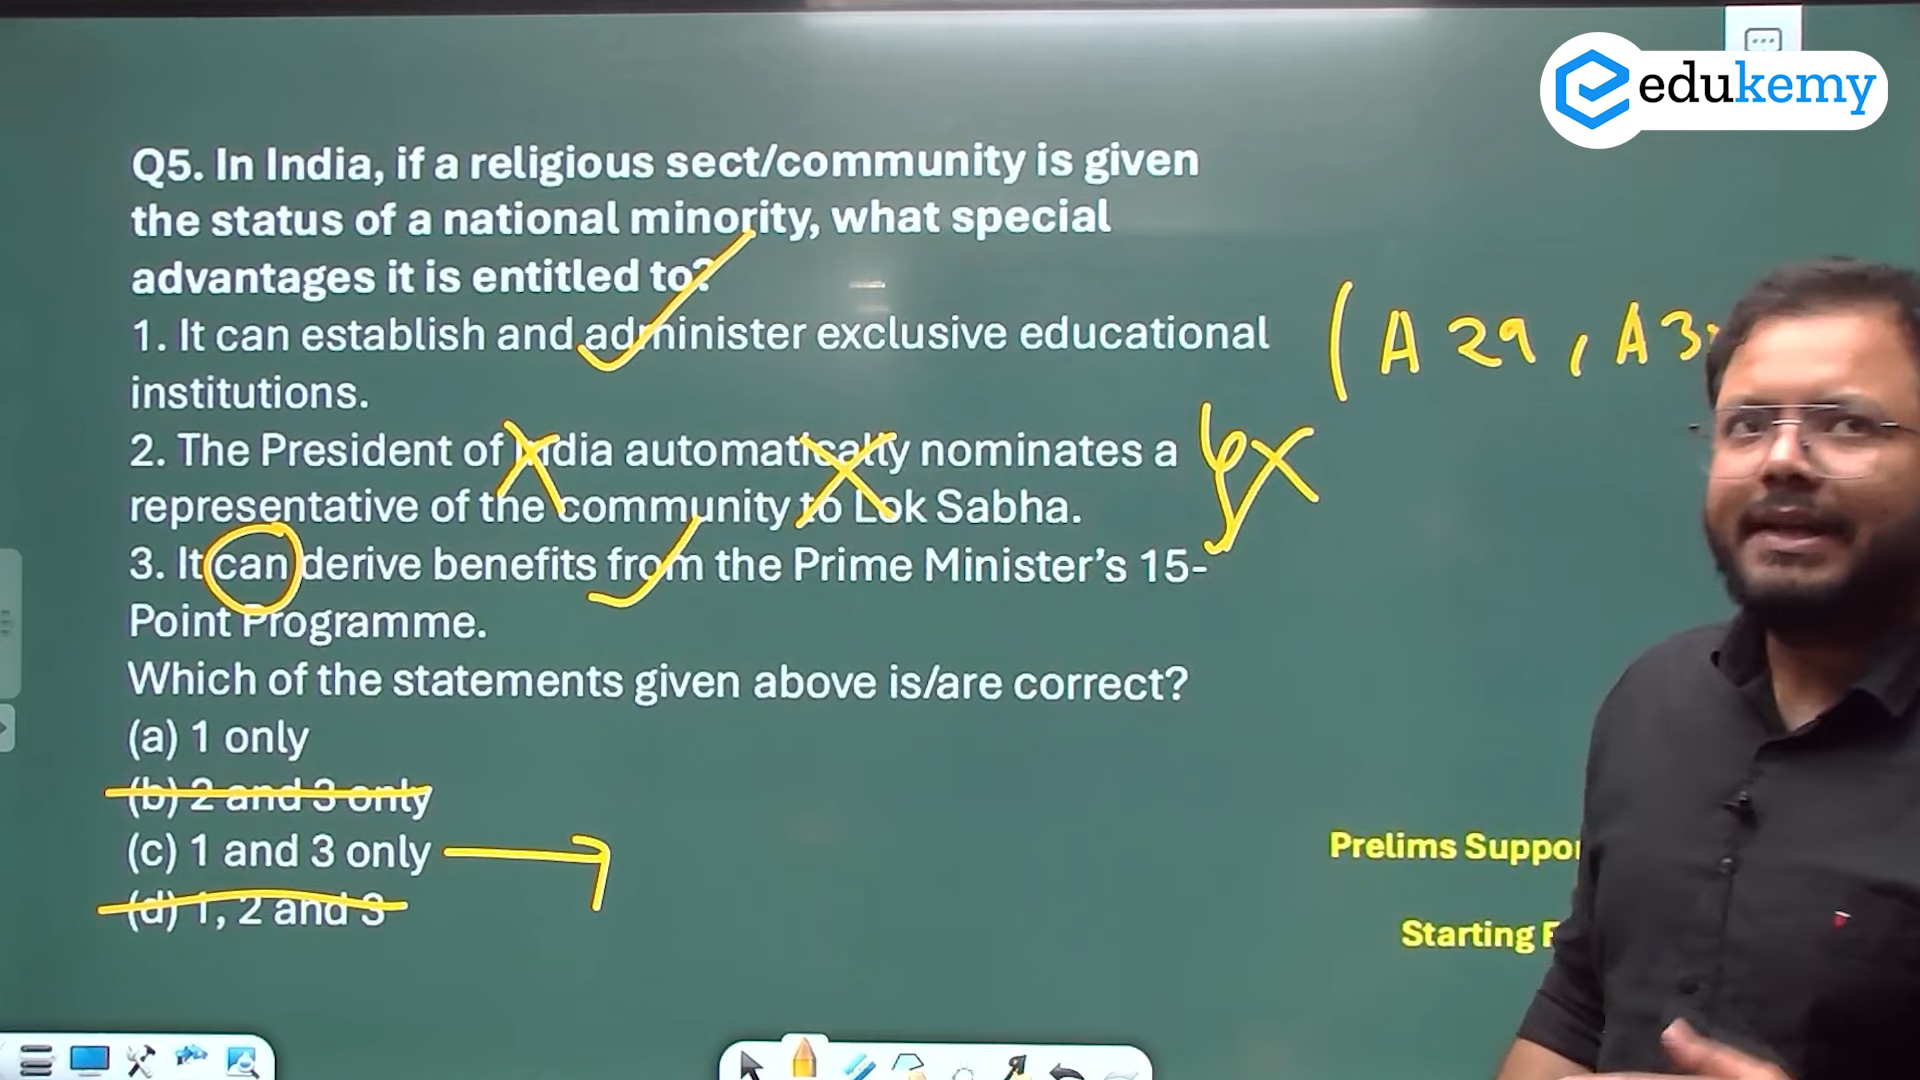 edukemy
Q5. In India, if a religious sect/community is given
the status of a national minority, what special
advantages it is entitled to?
1. It can establish and administer exclusive educational
institutions.
(A 29, A 3
2. The President of India automatically nominates a
representative of the community to Lok Sabha.
3. It can derive benefits from the Prime Minister’s 15-
Point Programme.
Which of the statements given above is/are correct?
(a) 1 only
(b) 2 and 3 only
(c) 1 and 3 only
(d) 1, 2 and 3
Prelims Suppo
Starting